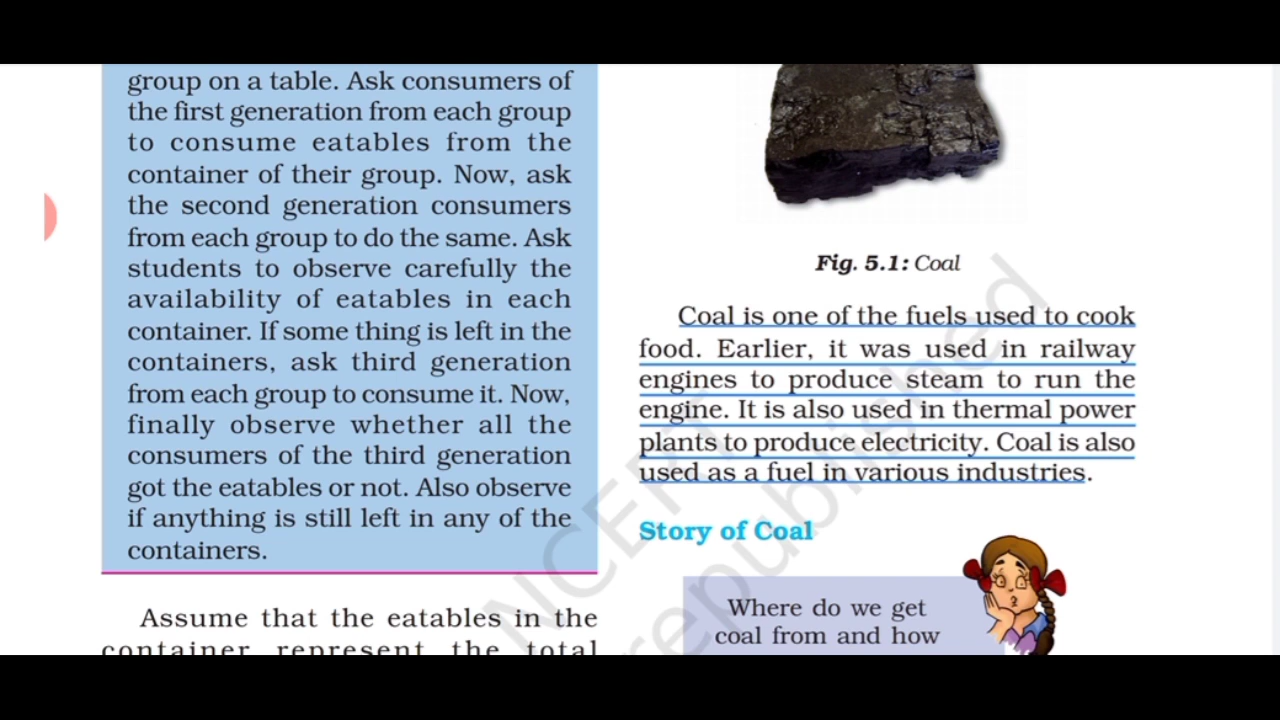 group on a table. Ask consumers of
the first generation from each group
to consume eatables from the
container of their group. Now, ask
the second generation consumers
from each group to do the same. Ask
students to observe carefully the
availability of eatables in each
container. If some thing is left in the
containers, ask third generation
from each group to consume it. Now,
finally observe whether all the
consumers of the third generation
got the eatables or not. Also observe
if anything is still left in any of the
containers.
Assume that the eatables in the
container represent the total
Fig. 5.1: Coal
Coal is one of the fuels used to cook
food. Earlier, it was used in railway
engines to produce steam to run the
engine. It is also used in thermal power
plants to produce electricity. Coal is also
used as a fuel in various industries.
Story of Coal
Where do we get
coal from and how
NCERT
republished